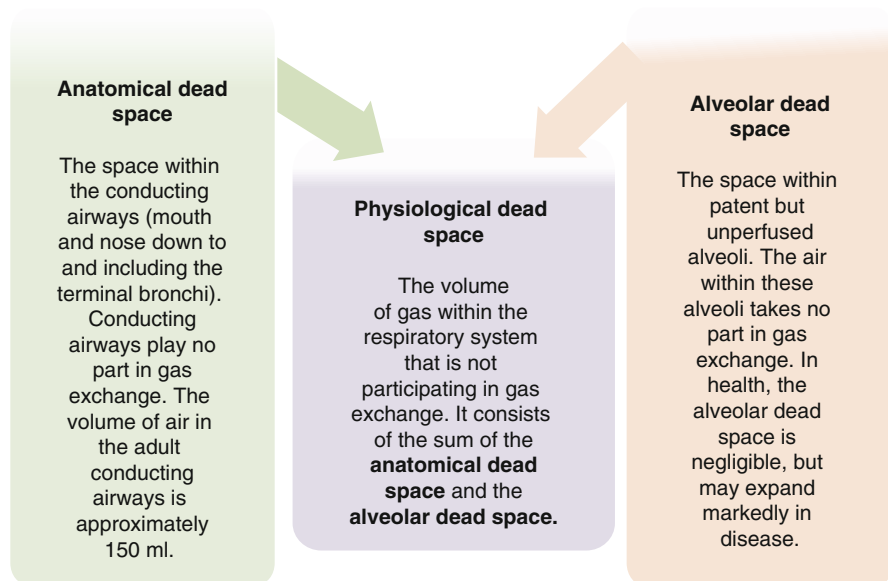 Anatomical dead
space
The space within
the conducting
airways (mouth
and nose down to
and including the
terminal bronchi).
Conducting
airways play no
part in gas
exchange. The
volume of air in
the adult
conducting
airways is
approximately
150 ml.
Physiological dead
space
The volume
of gas within the
respiratory system
that is not
participating in gas
exchange. It consists
of the sum of the
anatomical dead
space and the
alveolar dead space.
Alveolar dead
space
The space within
patent but
unperfused
alveoli. The air
within these
alveoli takes no
part in gas
exchange. In
health, the
alveolar dead
space is
negligible, but
may expand
markedly in
disease.